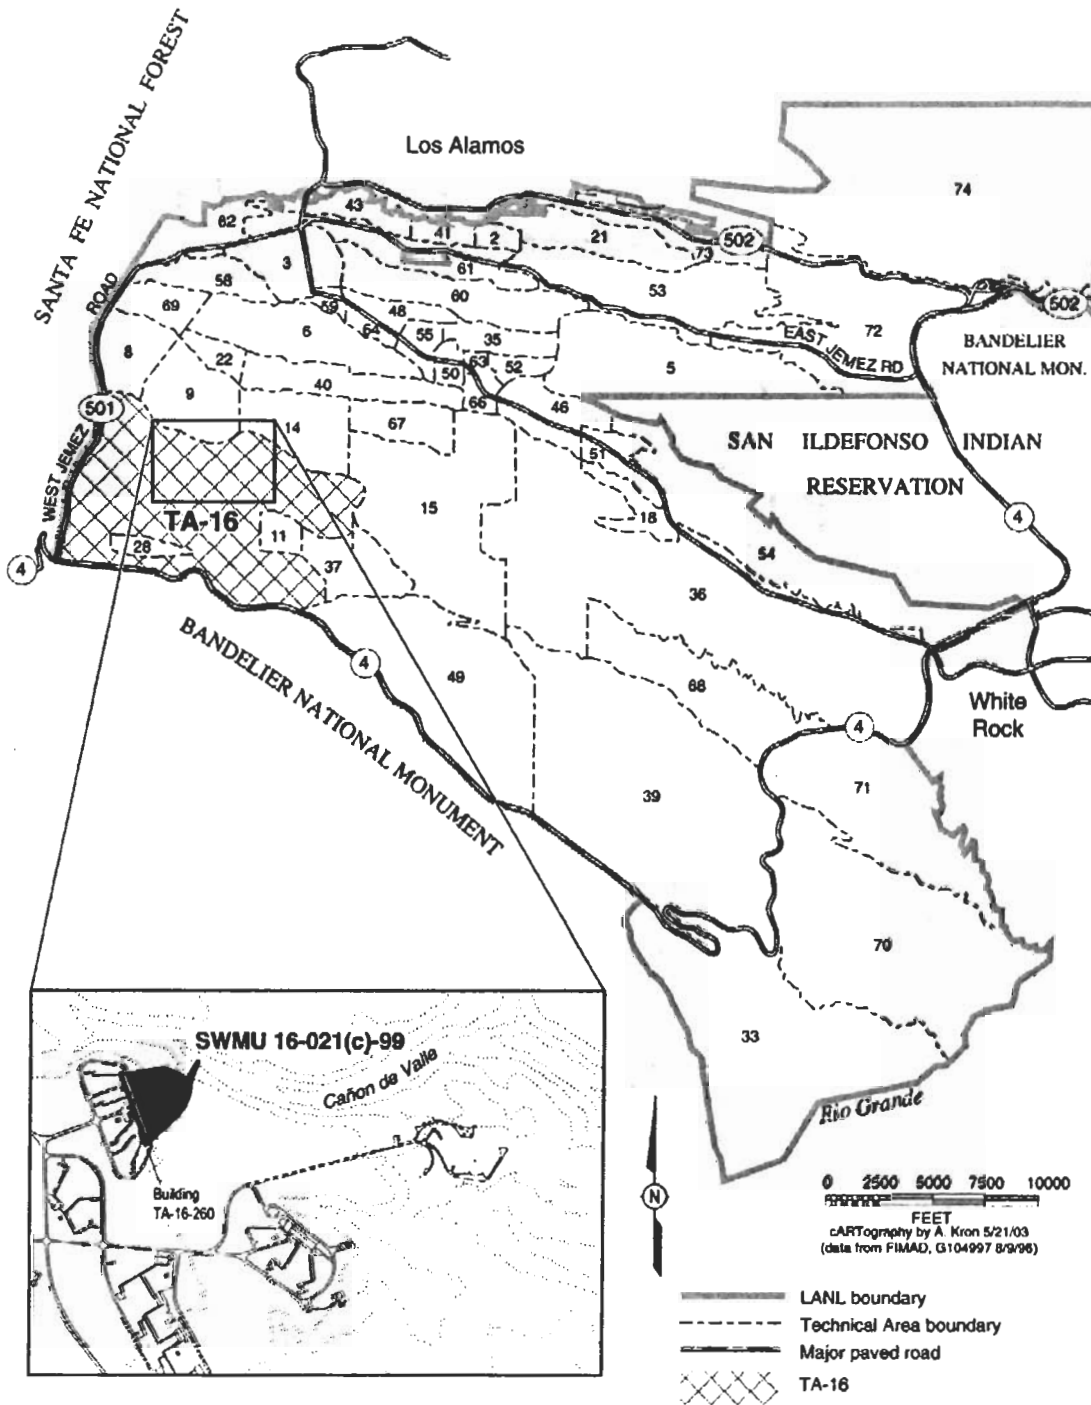 SANTA FE NATIONAL FOREST
Los Alamos
74
62
43
41
2
21
73
502
502
3
61
53
58
60
72
ROAD
69
59
48
6
64
55
35
EAST JEMEZ RD
BANDELIER
NATIONAL MON.
8
22
63
50
52
5
9
40
66
46
501
14
67
SAN ILDEFONSO INDIAN
RESERVATION
51
WEST JEMEZ
15
TA-16
18
4
11
28
54
4
37
36
BANDELIER NATIONAL MONUMENT
4
49
68
White
Rock
4
71
39
70
33
Rio Grande
SWMU 16-021(c)-99
Cañon de Valle
Building
TA-16-260
N
0 2500 5000 7500 10000
FEET
cARTography by A. Kron 5/21/03
(data from FIMAD, G104997 8/9/96)
LANL boundary
Technical Area boundary
Major paved road
TA-16